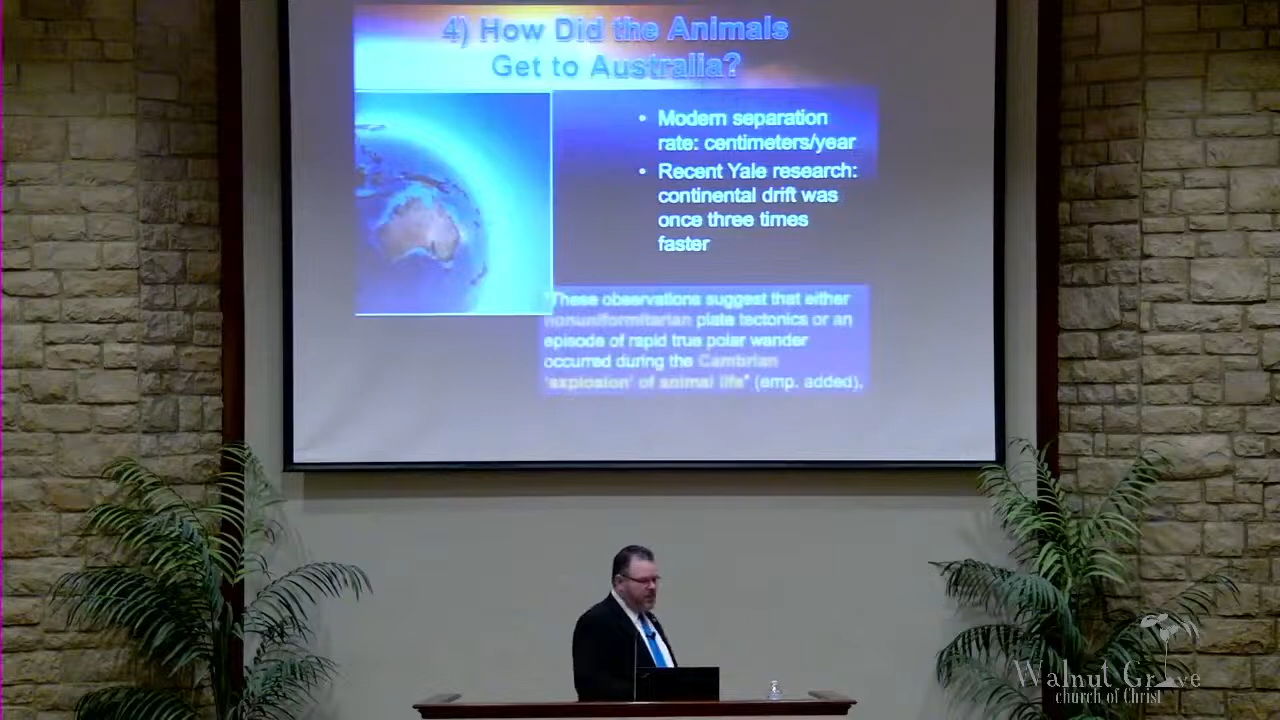 4) How Did the Animals
Get to Australia?
• Modern separation
rate: centimeters/year
• Recent Yale research:
continental drift was
once three times
faster
"These observations suggest that either
nonuniformitarian plate tectonics or an
episode of rapid true polar wander
occurred during the Cambrian
'explosion' of animal life" (emp. added).
Walnut Grove
church of Christ